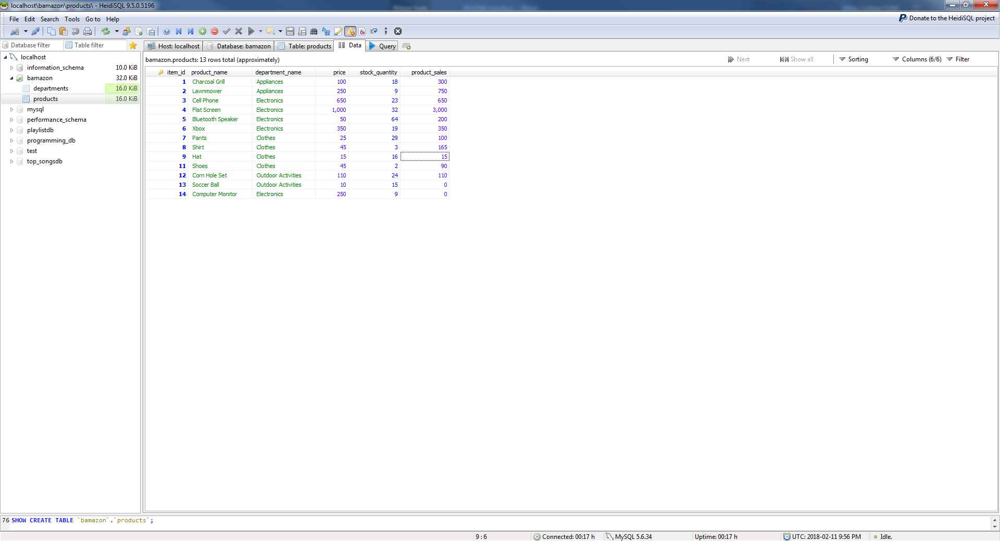 localhost\bamazon\products\ - HeidiSQL 9.5.0.5196
File Edit Search Tools Go to Help
Donate to the HeidiSQL project
Database filter Table filter
Host: localhost Database: bamazon Table: products Data Query
localhost
information_schema 10.0 KiB
bamazon 32.0 KiB
departments 16.0 KiB
products 16.0 KiB
mysql
performance_schema
playlistdb
programming_db
test
top_songsdb
bamazon.products: 13 rows total (approximately)
Next Show all Sorting Columns (6/6) Filter
item_id product_name department_name price stock_quantity product_sales
1 Charcoal Grill Appliances 100 18 300
2 Lawnmower Appliances 250 9 750
3 Cell Phone Electronics 650 23 650
4 Flat Screen Electronics 1,000 32 3,000
5 Bluetooth Speaker Electronics 50 64 200
6 Xbox Electronics 350 19 350
7 Pants Clothes 25 29 100
8 Shirt Clothes 45 3 165
9 Hat Clothes 15 16 15
11 Shoes Clothes 45 2 90
12 Corn Hole Set Outdoor Activities 110 24 110
13 Soccer Ball Outdoor Activities 10 15 0
14 Computer Monitor Electronics 250 9 0
76 SHOW CREATE TABLE `bamazon`.`products`;
9 : 6 Connected: 00:17 h MySQL 5.6.34 Uptime: 00:17 h UTC: 2018-02-11 9:56 PM Idle.